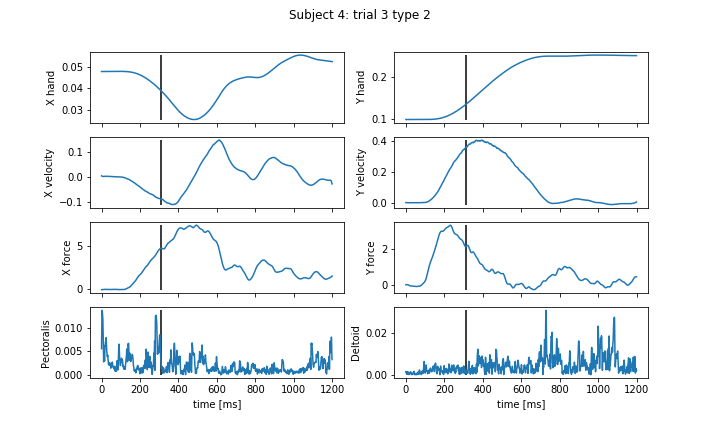 Subject 4: trial 3 type 2
X hand
0.05
0.04
0.03
Y hand
0.2
0.1
X velocity
0.1
0.0
−0.1
Y velocity
0.4
0.2
0.0
X force
5
0
Y force
2
0
Pectoralis
0.010
0.005
0.000
0 200 400 600 800 1000 1200
time [ms]
Deltoid
0.02
0.00
0 200 400 600 800 1000 1200
time [ms]